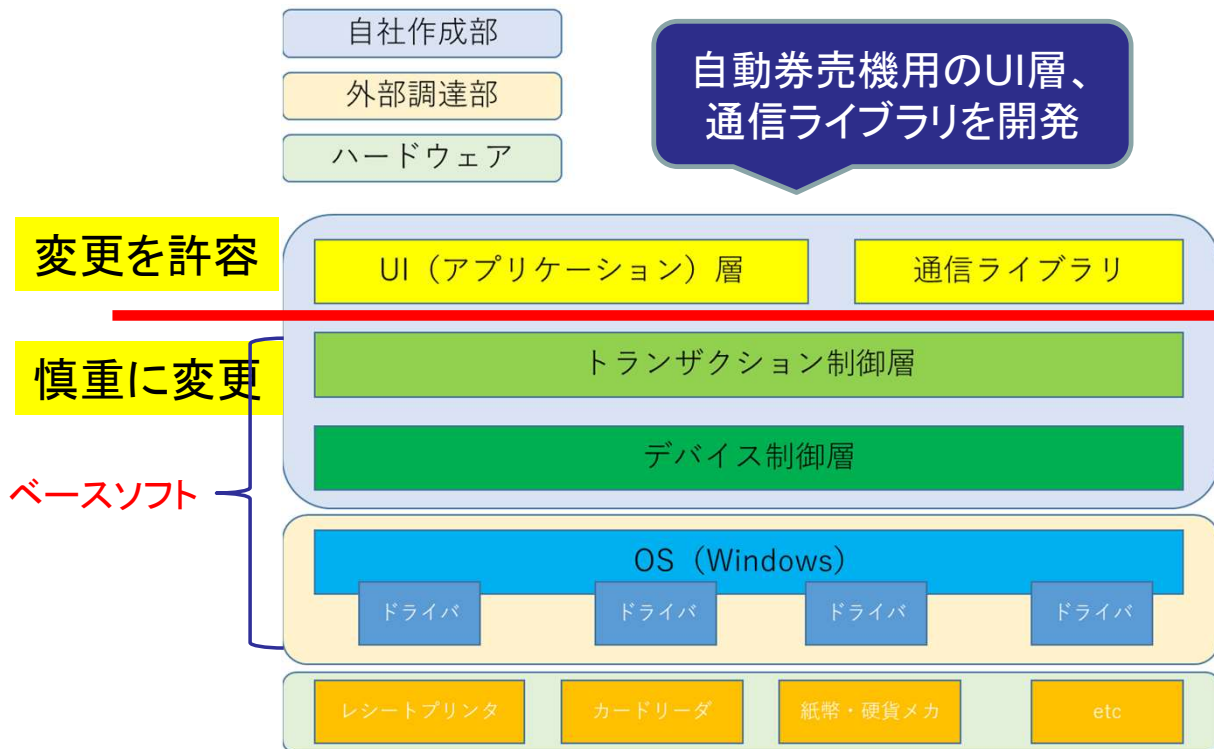 自社作成部
外部調達部
ハードウェア
自動券売機用のUI層、
通信ライブラリを開発
変更を許容
UI（アプリケーション）層
通信ライブラリ
慎重に変更
トランザクション制御層
デバイス制御層
ベースソフト
OS（Windows）
ドライバ
ドライバ
ドライバ
ドライバ
レシートプリンタ
カードリーダ
紙幣・硬貨メカ
etc